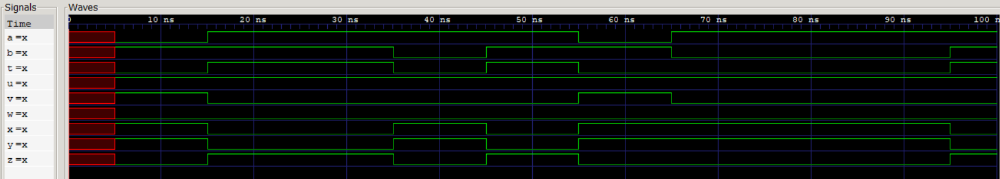 Signals
Waves
Time
0 10 ns 20 ns 30 ns 40 ns 50 ns 60 ns 70 ns 80 ns 90 ns 100 n
a=x
b=x
t=x
u=x
v=x
w=x
x=x
y=x
z=x